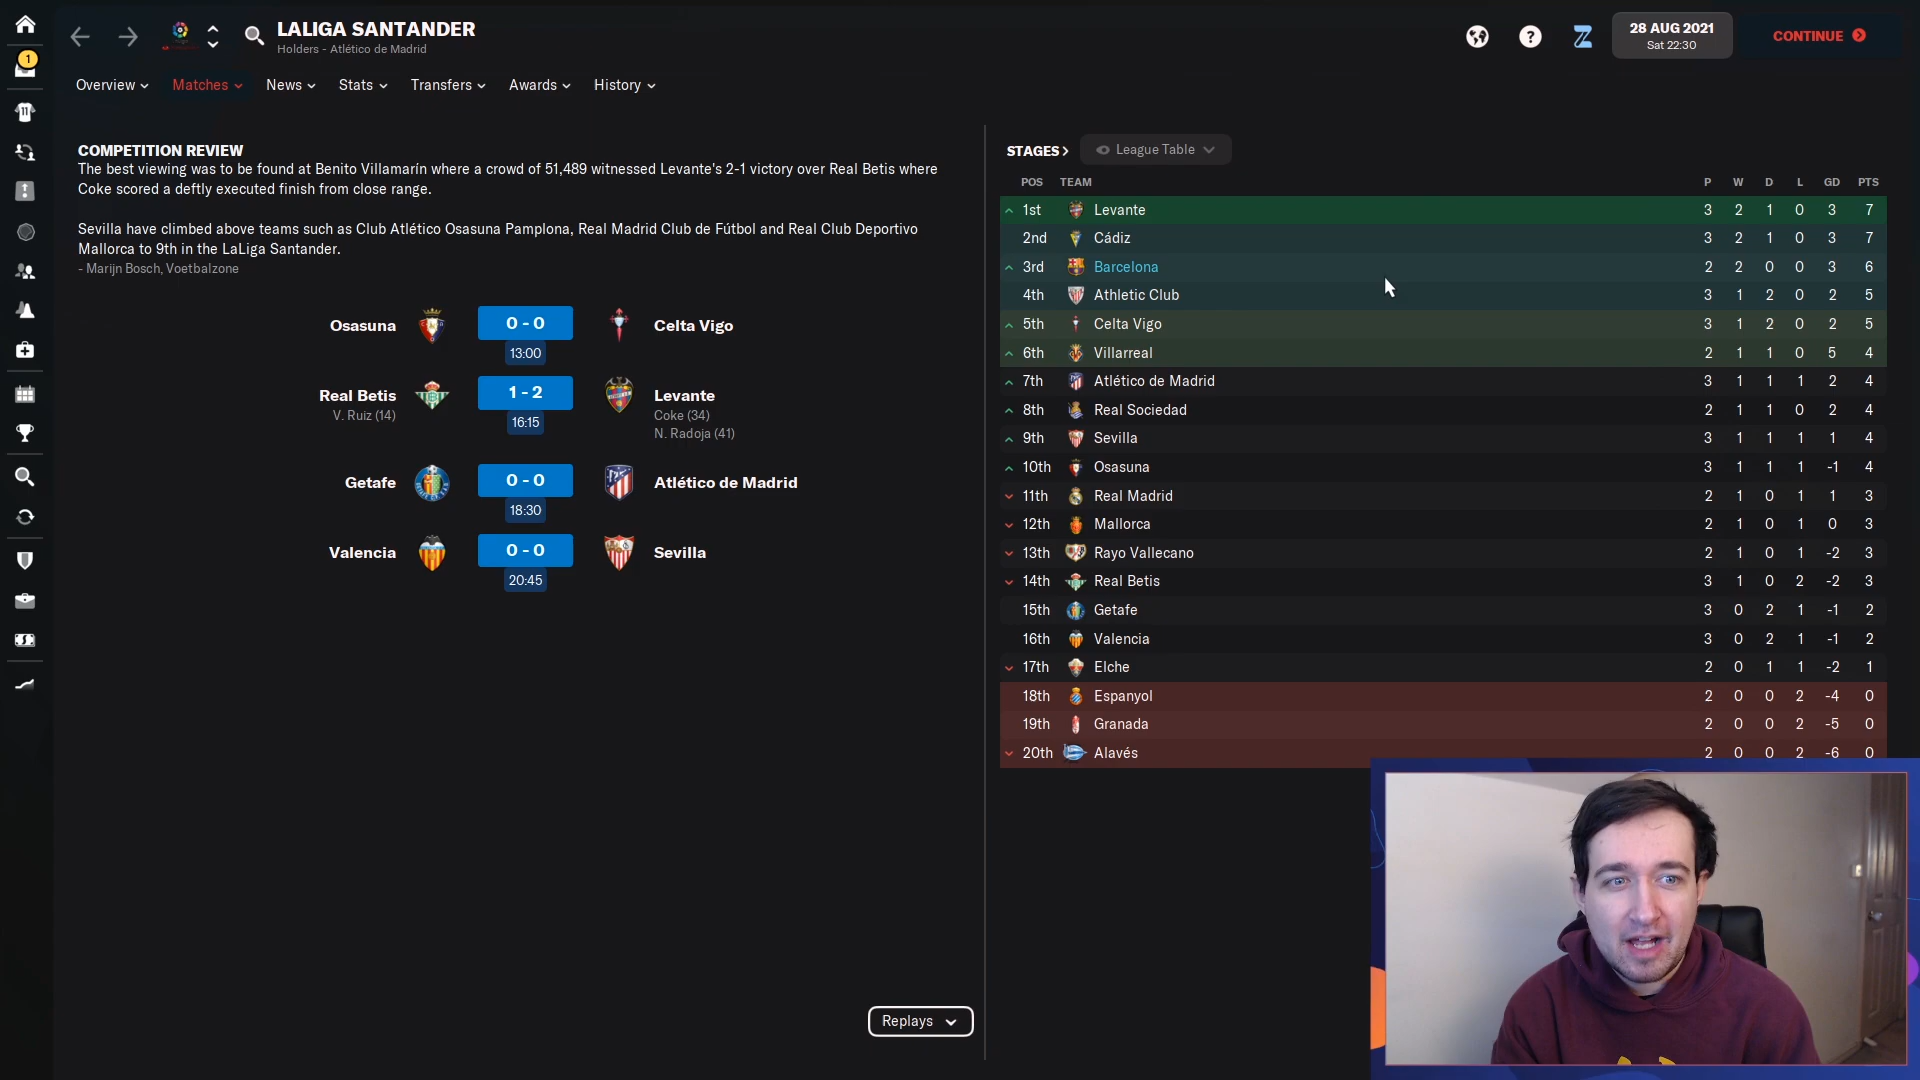 LALIGA SANTANDER
Holders - Atlético de Madrid
28 AUG 2021
Sat 22:30
CONTINUE
1
11
Overview
Matches
News
Stats
Transfers
Awards
History
COMPETITION REVIEW
The best viewing was to be found at Benito Villamarín where a crowd of 51,489 witnessed Levante's 2-1 victory over Real Betis where
Coke scored a deftly executed finish from close range.
Sevilla have climbed above teams such as Club Atlético Osasuna Pamplona, Real Madrid Club de Fútbol and Real Club Deportivo
Mallorca to 9th in the LaLiga Santander.
- Marijn Bosch, Voetbalzone
Osasuna 0 - 0 Celta Vigo
13:00
Real Betis 1 - 2 Levante
V. Ruiz (14) 16:15 Coke (34)
N. Radoja (41)
Getafe 0 - 0 Atlético de Madrid
18:30
Valencia 0 - 0 Sevilla
20:45
Replays
STAGES> League Table
POS TEAM P W D L GD PTS
1st Levante 3 2 1 0 3 7
2nd Cádiz 3 2 1 0 3 7
3rd Barcelona 2 2 0 0 3 6
4th Athletic Club 3 1 2 0 2 5
5th Celta Vigo 3 1 2 0 2 5
6th Villarreal 2 1 1 0 5 4
7th Atlético de Madrid 3 1 1 1 2 4
8th Real Sociedad 2 1 1 0 2 4
9th Sevilla 3 1 1 1 1 4
10th Osasuna 3 1 1 1 -1 4
11th Real Madrid 2 1 0 1 1 3
12th Mallorca 2 1 0 1 0 3
13th Rayo Vallecano 2 1 0 1 -2 3
14th Real Betis 3 1 0 2 -2 3
15th Getafe 3 0 2 1 -1 2
16th Valencia 3 0 2 1 -1 2
17th Elche 2 0 1 1 -2 1
18th Espanyol 2 0 0 2 -4 0
19th Granada 2 0 0 2 -5 0
20th Alavés 2 0 0 2 -6 0